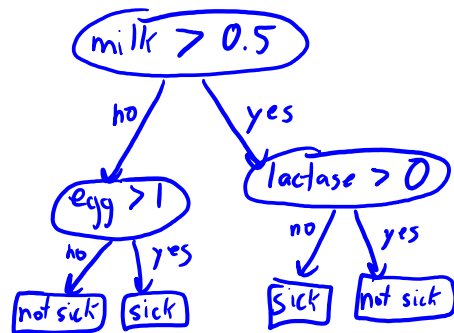 milk > 0.5
no
yes
egg > 1
lactase > 0
no
yes
no
yes
not sick
sick
sick
not sick